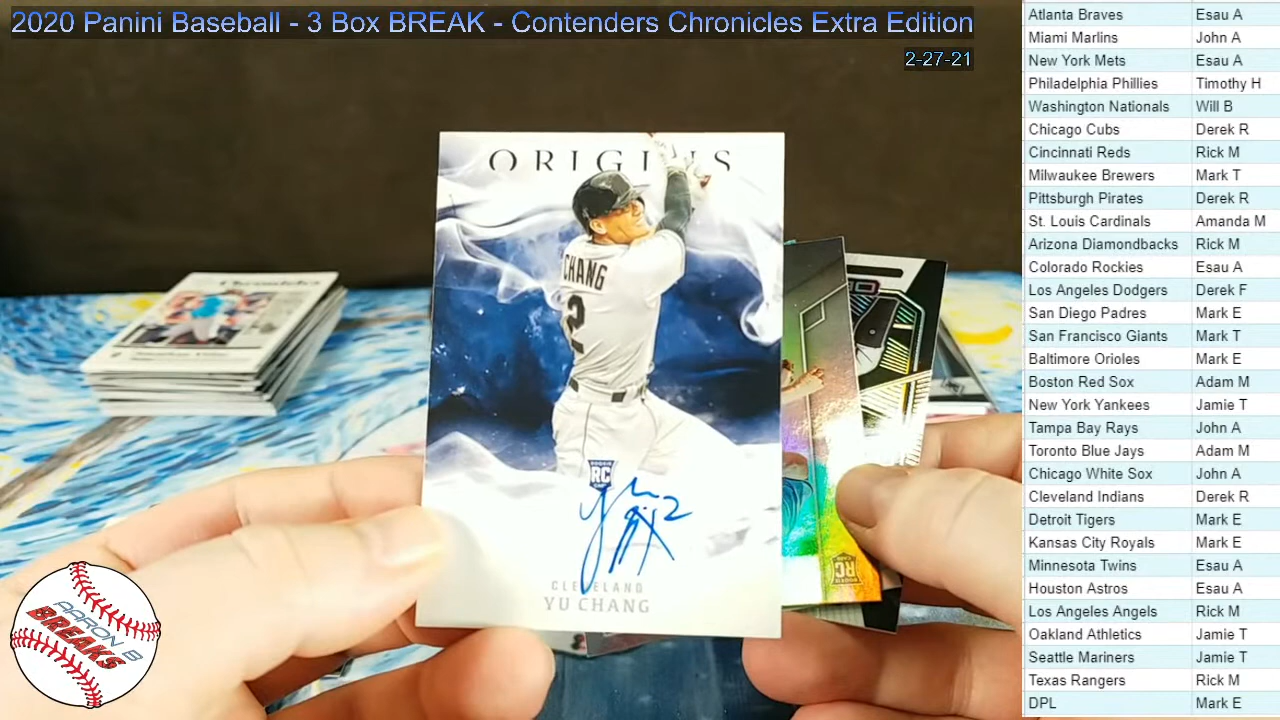 2020 Panini Baseball - 3 Box BREAK - Contenders Chronicles Extra Edition
2-27-21
ORIGINS
CHANG
2
ROOKIE
RC
CLEVELAND
YU CHANG
Chronicles
RC
AARON B
BREAKS
Atlanta Braves Esau A
Miami Marlins John A
New York Mets Esau A
Philadelphia Phillies Timothy H
Washington Nationals Will B
Chicago Cubs Derek R
Cincinnati Reds Rick M
Milwaukee Brewers Mark T
Pittsburgh Pirates Derek R
St. Louis Cardinals Amanda M
Arizona Diamondbacks Rick M
Colorado Rockies Esau A
Los Angeles Dodgers Derek F
San Diego Padres Mark E
San Francisco Giants Mark T
Baltimore Orioles Mark E
Boston Red Sox Adam M
New York Yankees Jamie T
Tampa Bay Rays John A
Toronto Blue Jays Adam M
Chicago White Sox John A
Cleveland Indians Derek R
Detroit Tigers Mark E
Kansas City Royals Mark E
Minnesota Twins Esau A
Houston Astros Esau A
Los Angeles Angels Rick M
Oakland Athletics Jamie T
Seattle Mariners Jamie T
Texas Rangers Rick M
DPL Mark E